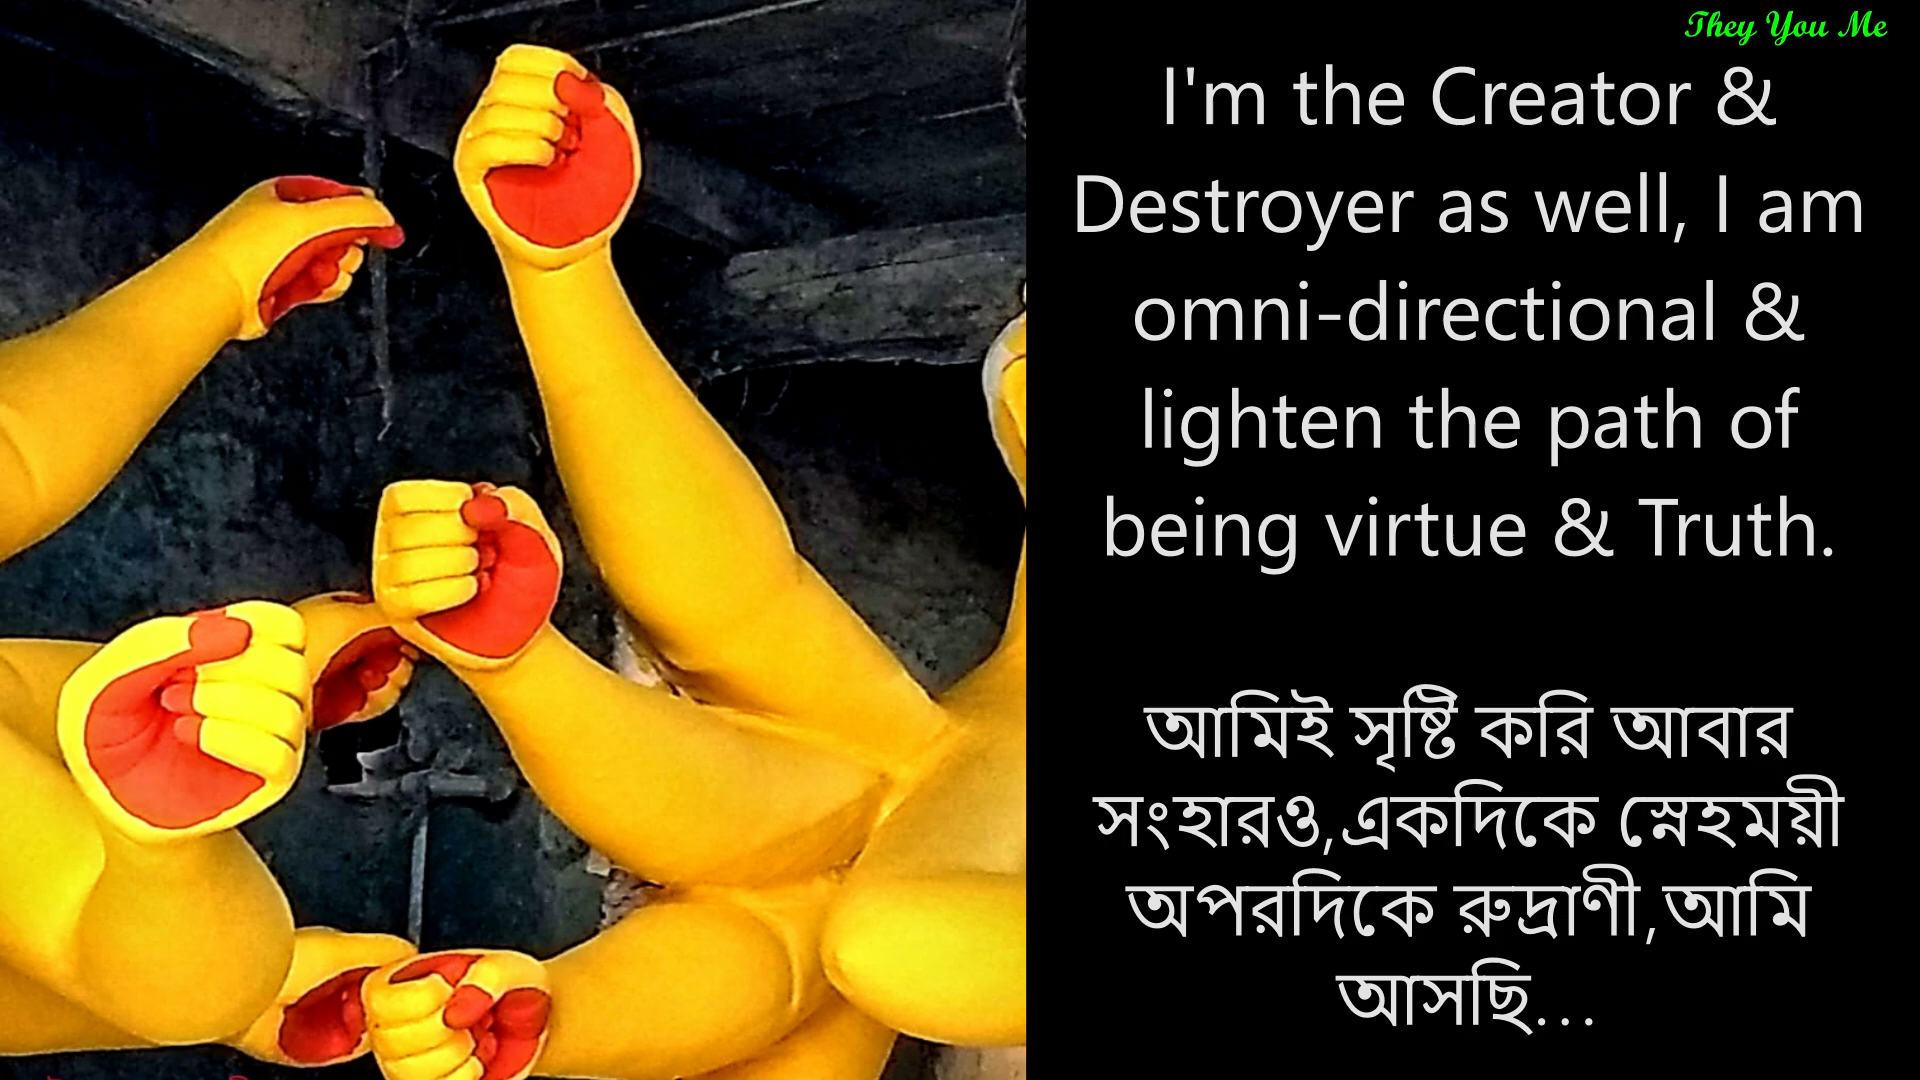 They You Me
I'm the Creator &
Destroyer as well, I am
omni-directional &
lighten the path of
being virtue & Truth.
আমিই সৃষ্টি করি আবার
সংহারও,একদিকে স্নেহময়ী
অপরদিকে রুদ্রাণী,আমি
আসছি...